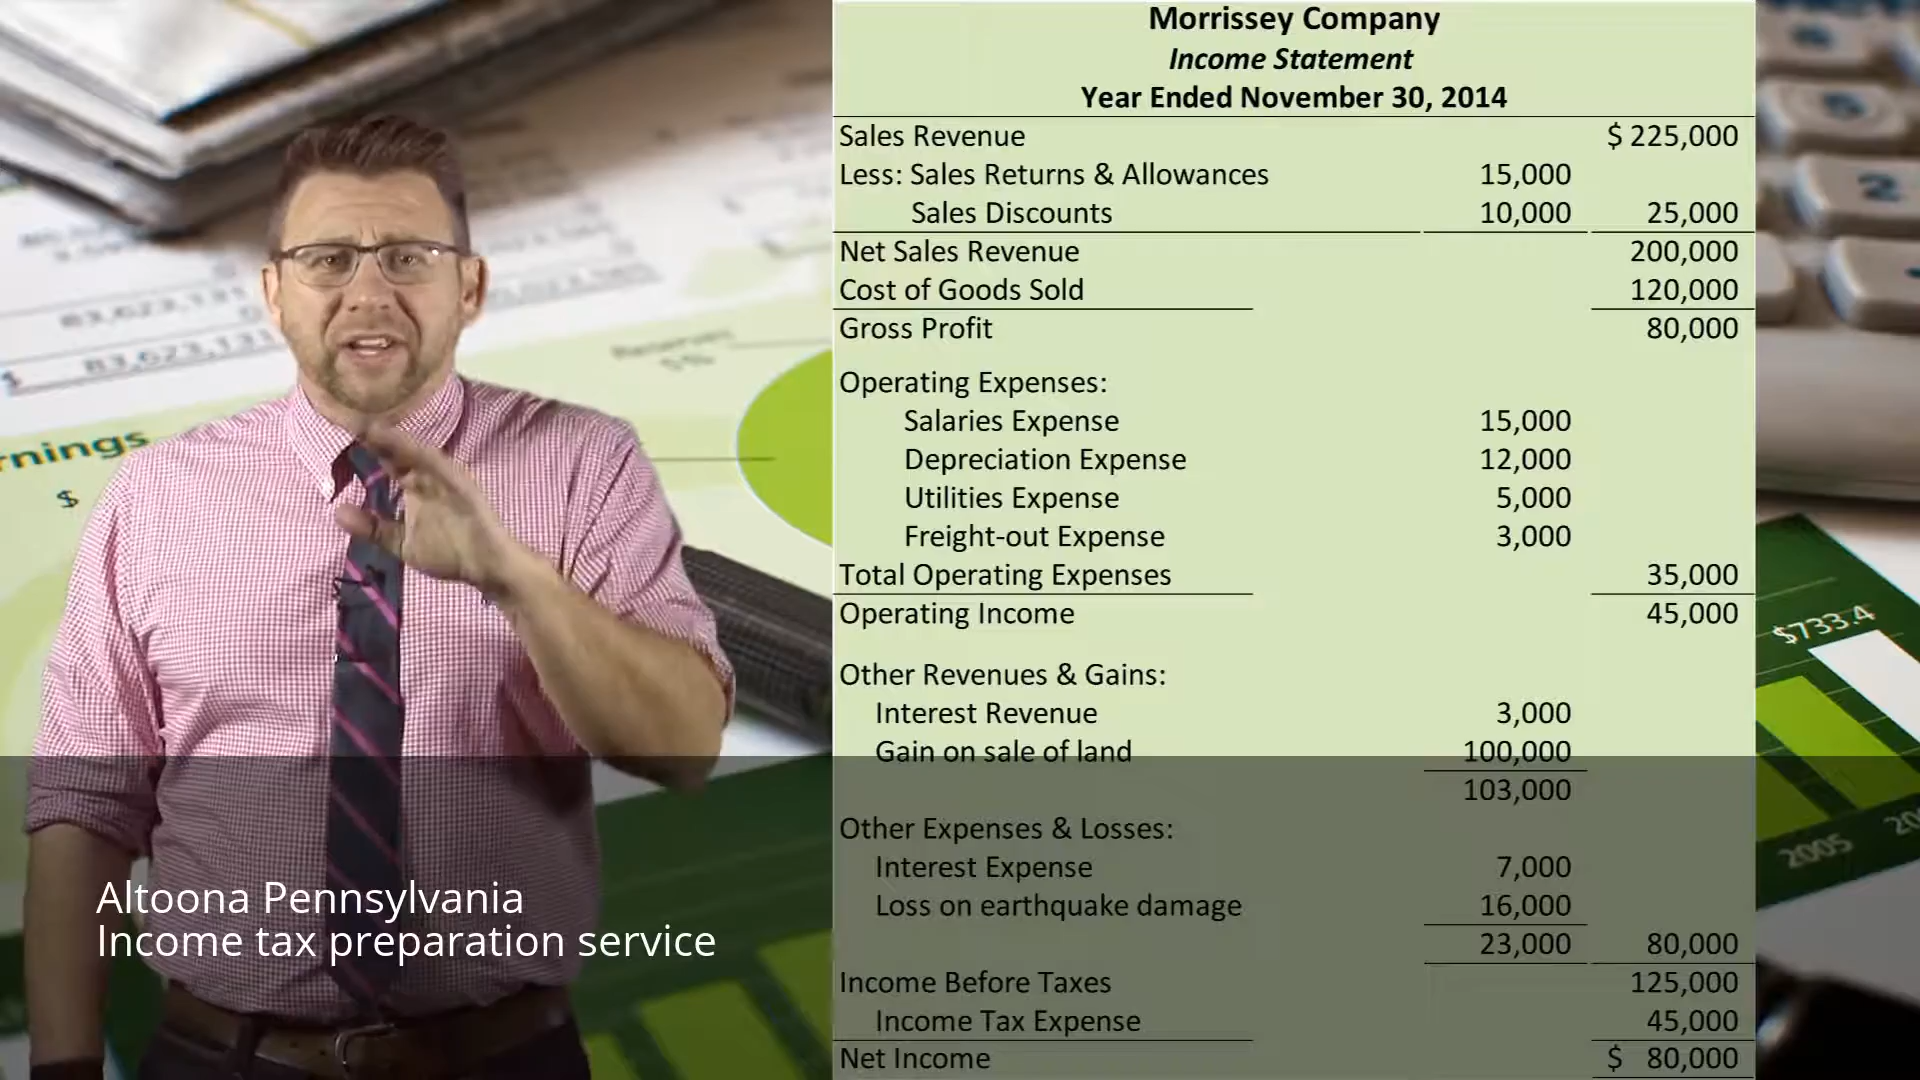 Morrissey Company
Income Statement
Year Ended November 30, 2014
Sales Revenue $ 225,000
Less: Sales Returns & Allowances 15,000
Sales Discounts 10,000 25,000
Net Sales Revenue 200,000
Cost of Goods Sold 120,000
Gross Profit 80,000
Operating Expenses:
Salaries Expense 15,000
Depreciation Expense 12,000
Utilities Expense 5,000
Freight-out Expense 3,000
Total Operating Expenses 35,000
Operating Income 45,000
Other Revenues & Gains:
Interest Revenue 3,000
Gain on sale of land 100,000
103,000
Other Expenses & Losses:
Interest Expense 7,000
Loss on earthquake damage 16,000
23,000 80,000
Income Before Taxes 125,000
Income Tax Expense 45,000
Net Income $ 80,000
Altoona Pennsylvania
Income tax preparation service
rnings
$
$733.4
2005
2